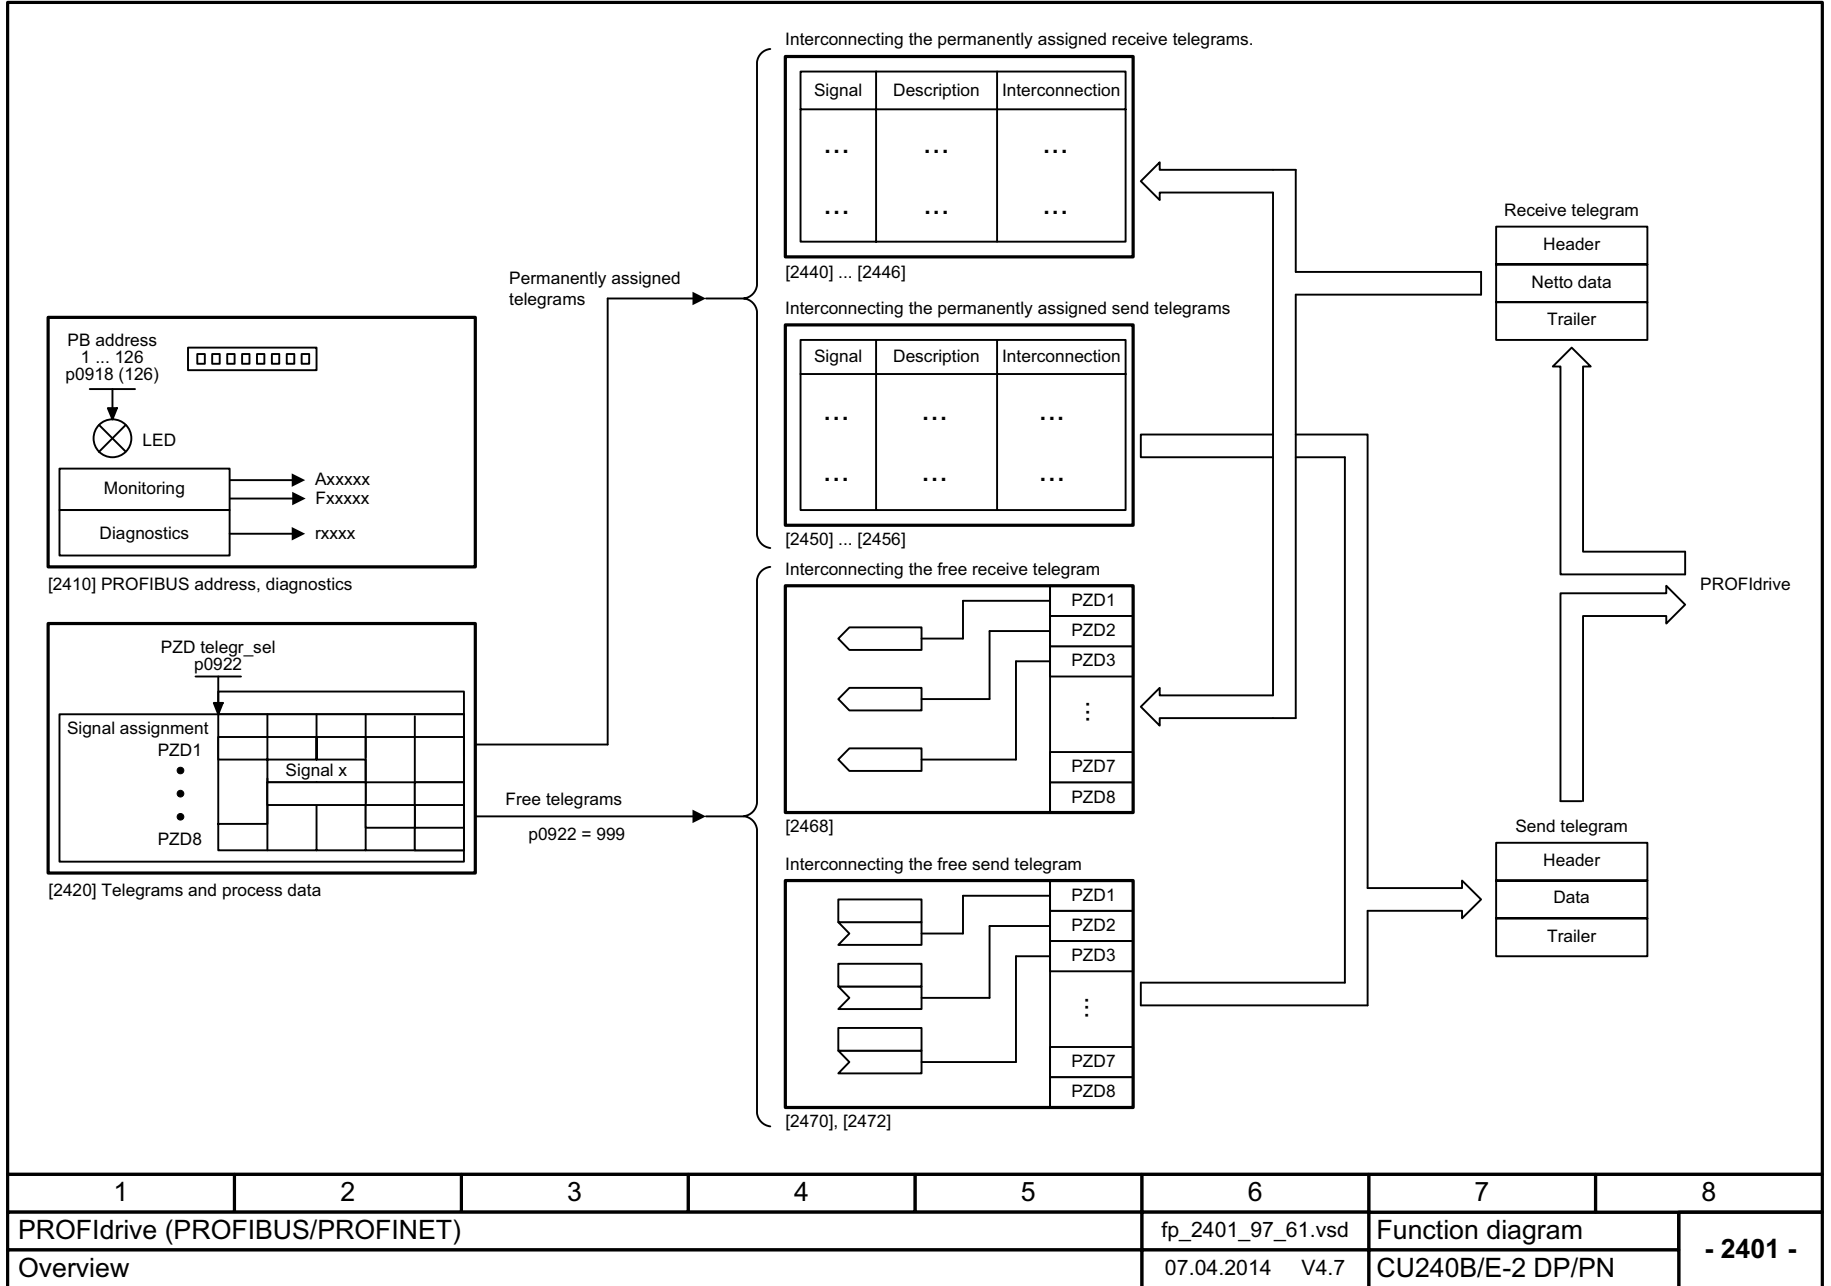 Interconnecting the permanently assigned receive telegrams.
Signal Description Interconnection
... ... ...
... ... ...
[2440] ... [2446]
Permanently assigned
telegrams
Interconnecting the permanently assigned send telegrams
Signal Description Interconnection
... ... ...
... ... ...
[2450] ... [2456]
PB address
1 ... 126
p0918 (126)
LED
Monitoring
Axxxxx
Fxxxxx
Diagnostics
rxxxx
[2410] PROFIBUS address, diagnostics
PZD telegr_sel
p0922
Signal assignment
PZD1
Signal x
PZD8
[2420] Telegrams and process data
Free telegrams
p0922 = 999
Interconnecting the free receive telegram
PZD1
PZD2
PZD3
...
PZD7
PZD8
[2468]
Interconnecting the free send telegram
PZD1
PZD2
PZD3
...
PZD7
PZD8
[2470], [2472]
Receive telegram
Header
Netto data
Trailer
PROFIdrive
Send telegram
Header
Data
Trailer
1 2 3 4 5 6 7 8
PROFIdrive (PROFIBUS/PROFINET) fp_2401_97_61.vsd Function diagram
- 2401 -
Overview 07.04.2014 V4.7 CU240B/E-2 DP/PN